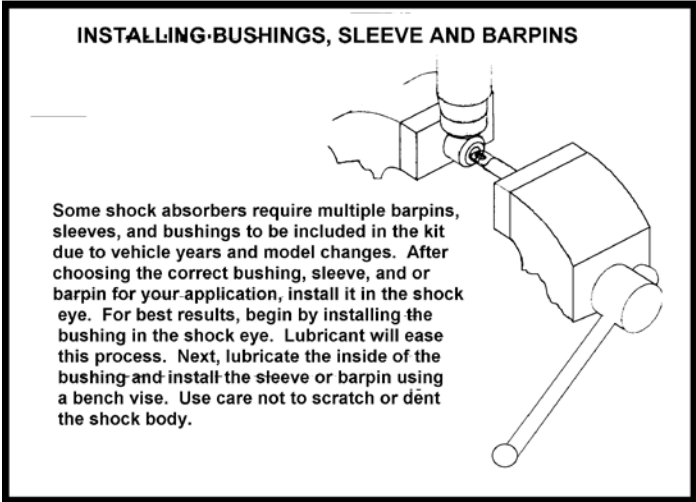 INSTALLING BUSHINGS, SLEEVE AND BARPINS
Some shock absorbers require multiple barpins,
sleeves, and bushings to be included in the kit
due to vehicle years and model changes. After
choosing the correct bushing, sleeve, and or
barpin for your application, install it in the shock
eye. For best results, begin by installing the
bushing in the shock eye. Lubricant will ease
this process. Next, lubricate the inside of the
bushing and install the sleeve or barpin using
a bench vise. Use care not to scratch or dent
the shock body.